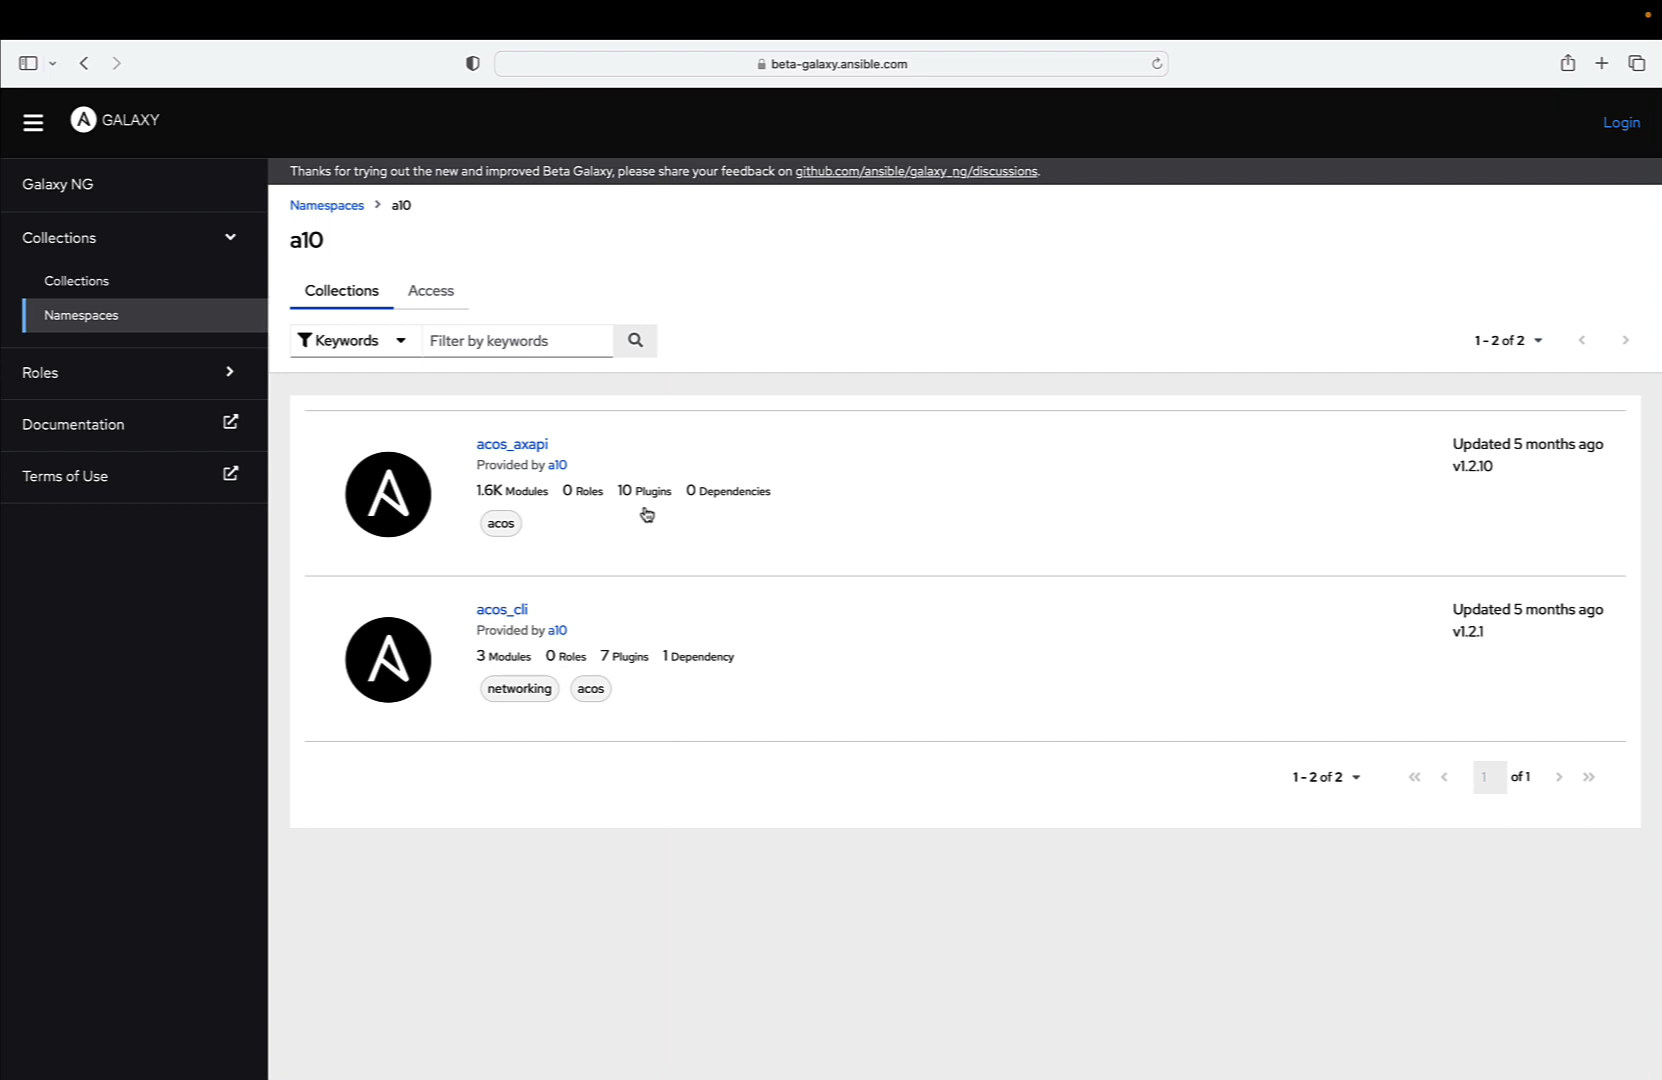 beta-galaxy.ansible.com
GALAXY
Login
Galaxy NG
Collections
Collections
Namespaces
Roles
Documentation
Terms of Use
Thanks for trying out the new and improved Beta Galaxy, please share your feedback on github.com/ansible/galaxy_ng/discussions.
Namespaces > a10
a10
Collections Access
Keywords Filter by keywords 1 - 2 of 2
acos_axapi Updated 5 months ago
Provided by a10 v1.2.10
1.6K Modules 0 Roles 10 Plugins 0 Dependencies
acos
acos_cli Updated 5 months ago
Provided by a10 v1.2.1
3 Modules 0 Roles 7 Plugins 1 Dependency
networking acos
1 - 2 of 2 1 of 1